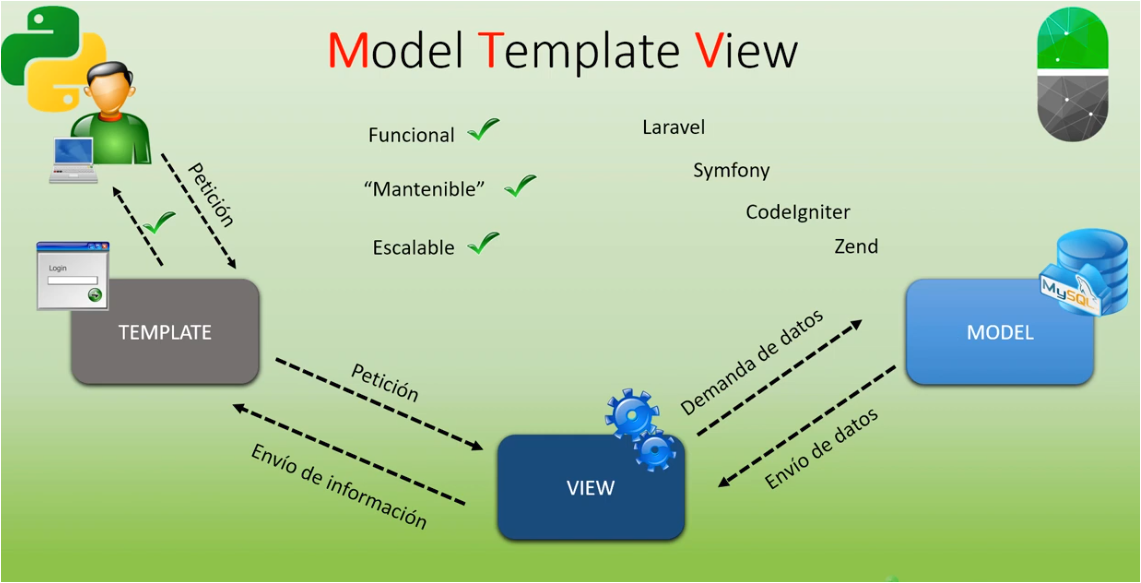 Model Template View
Funcional
Laravel
“Mantenible”
Symfony
Escalable
CodeIgniter
Zend
Petición
Login
TEMPLATE
Petición
Envío de información
VIEW
Demanda de datos
Envío de datos
MODEL
MySQL